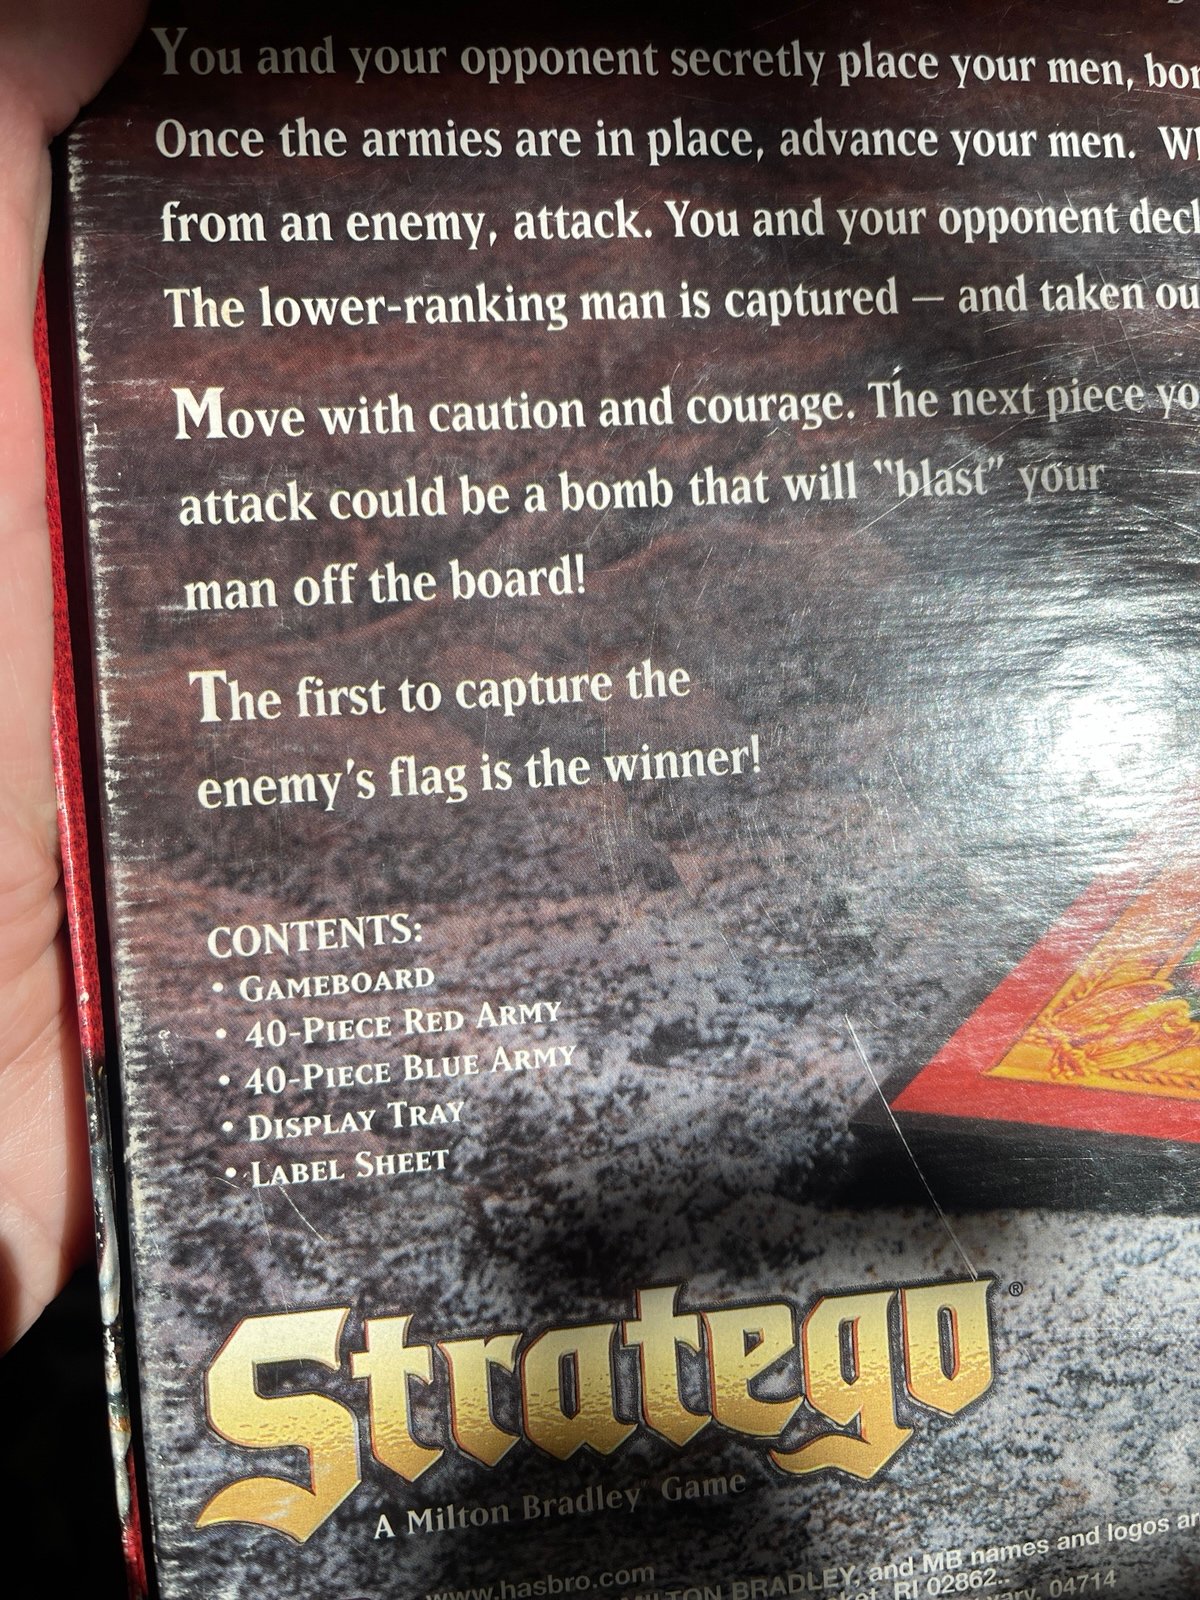 You and your opponent secretly place your men,
Once the armies are in place, advance your men.
from an enemy, attack. You and your opponent
The lower-ranking man is captured — and taken
Move with caution and courage. The next piece
attack could be a bomb that will "blast" your
man off the board!
The first to capture the
enemy's flag is the winner!
CONTENTS:
• GAMEBOARD
• 40-PIECE RED ARMY
• 40-PIECE BLUE ARMY
• DISPLAY TRAY
• LABEL SHEET
Stratego®
A Milton Bradley Game
www.hasbro.com
MILTON BRADLEY, and MB names and logos
RI 02862..
04714